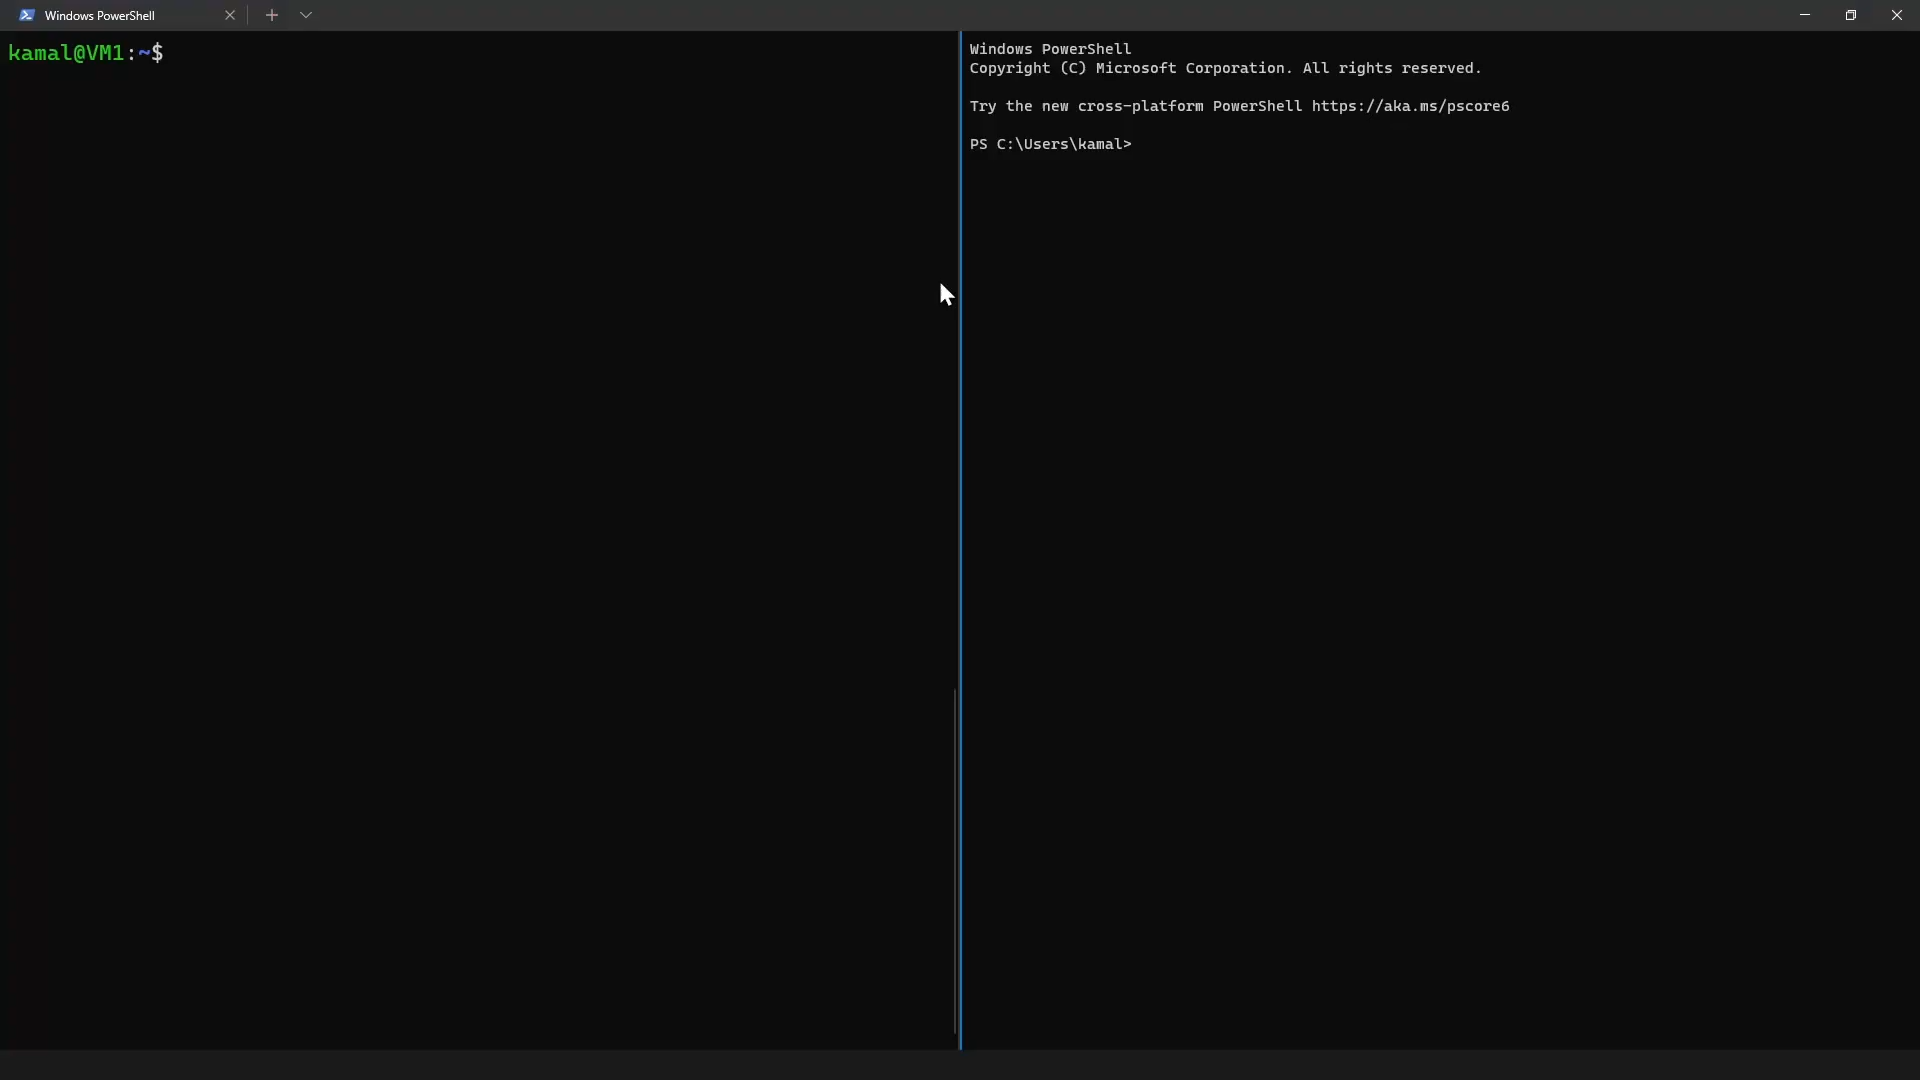 Windows PowerShell
kamal@VM1:~$
Windows PowerShell
Copyright (C) Microsoft Corporation. All rights reserved.
Try the new cross-platform PowerShell https://aka.ms/pscore6
PS C:\Users\kamal>